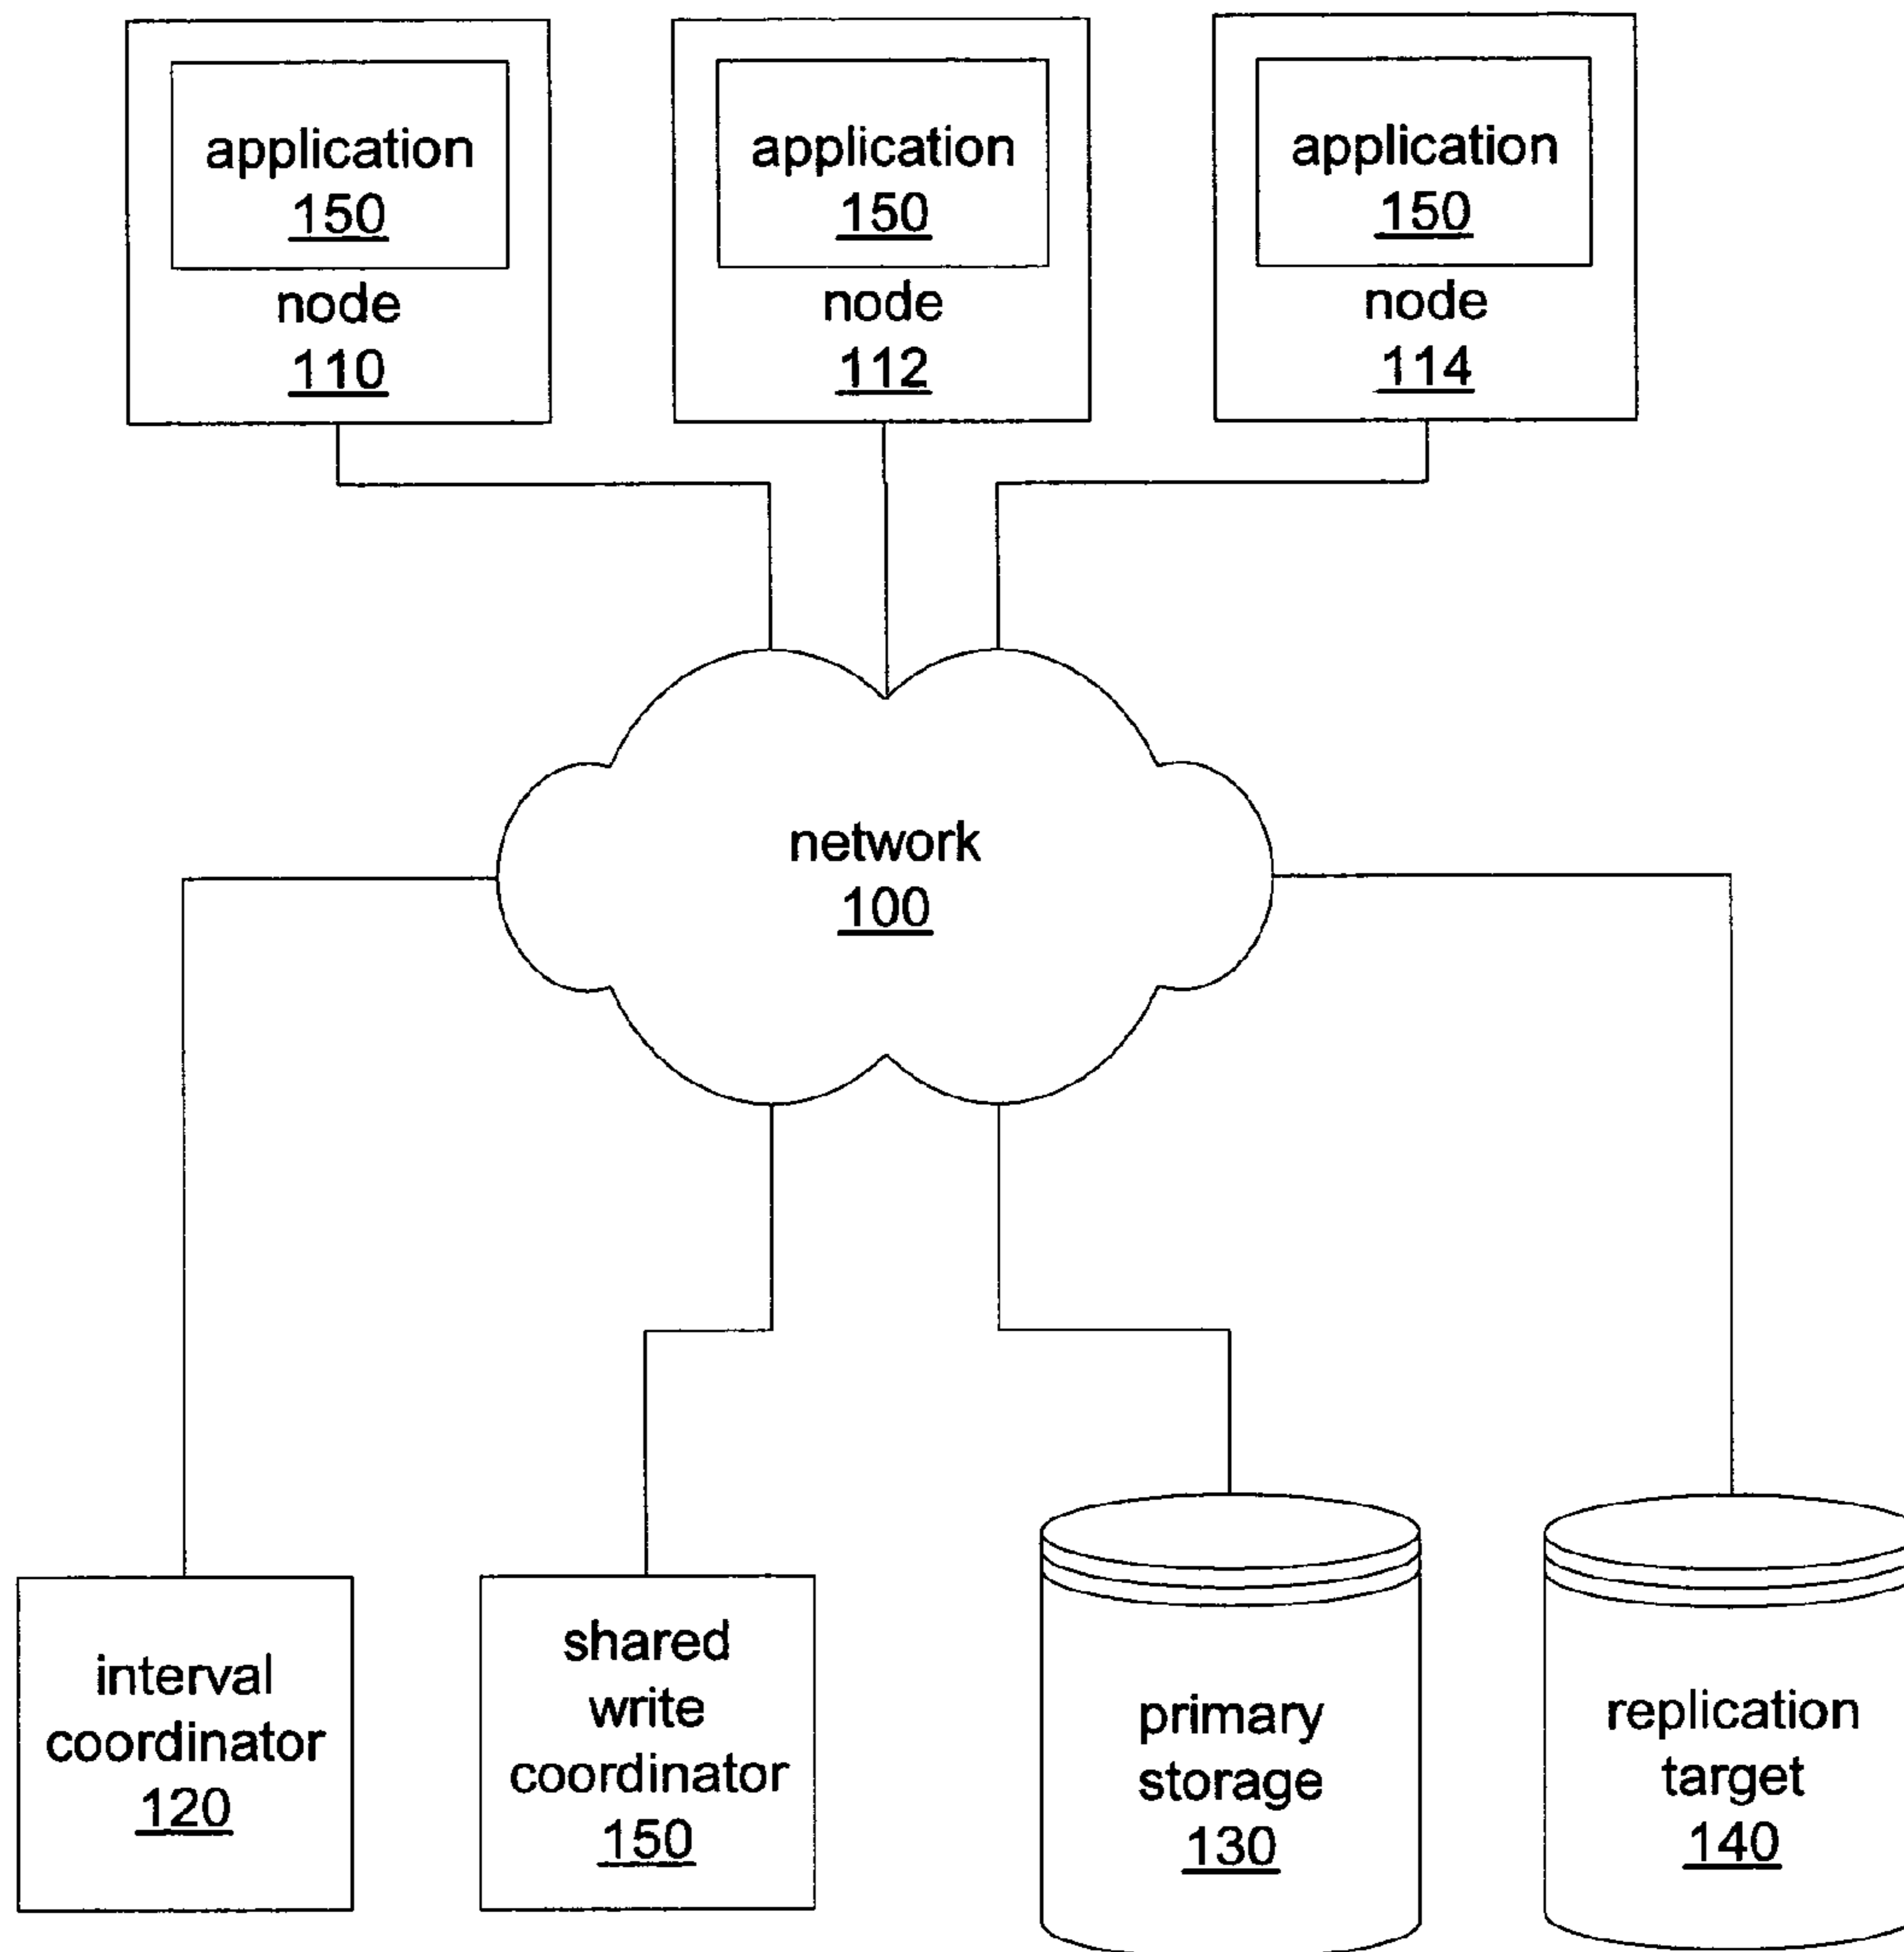 application
150
node
110
application
150
node
112
application
150
node
114
network
100
interval
coordinator
120
shared
write
coordinator
150
primary
storage
130
replication
target
140